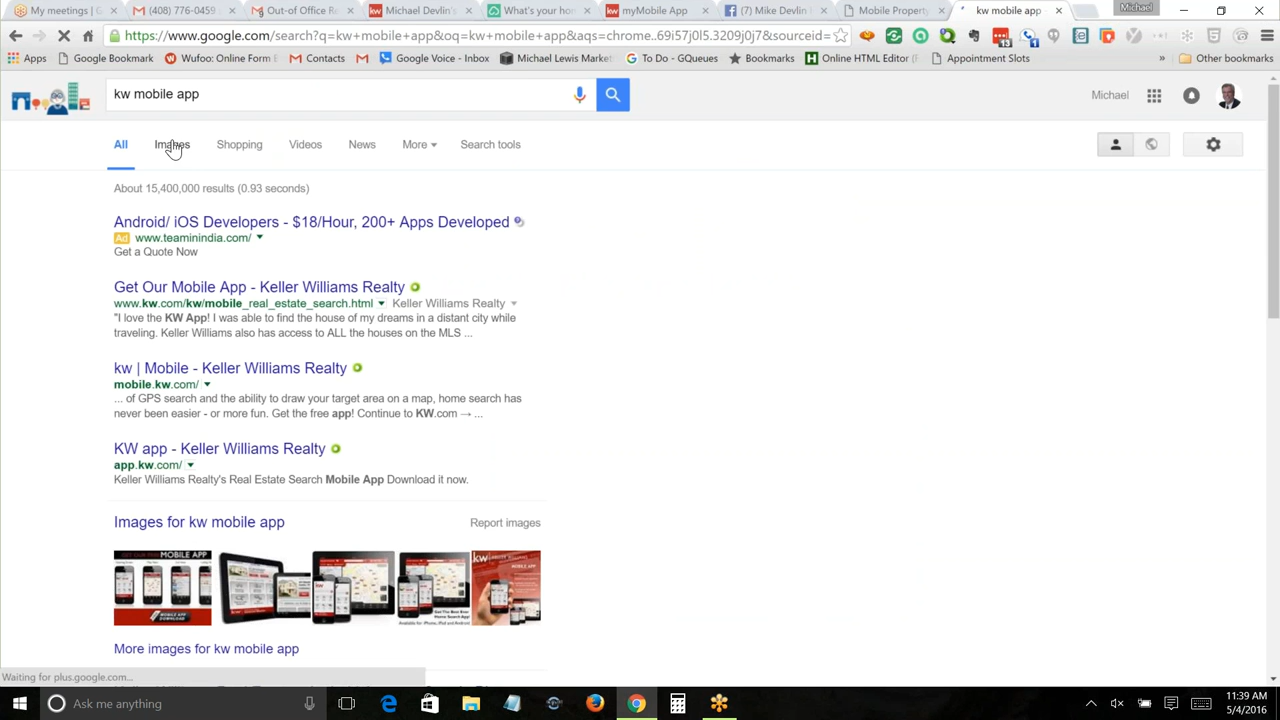 My meetings | G
(408) 776-0459
Out-of Office Re
Michael Devlin's
What's your hom
myMobile App
(7) Mike Devlin
Mobile Property
kw mobile app
Michael
https://www.google.com/search?q=kw+mobile+app&oq=kw+mobile+app&aqs=chrome..69i57j0l5.3209j0j7&sourceid=
Apps
Google Bookmark
Wufoo: Online Form B
Contacts
Mail
Google Voice - Inbox
Michael Lewis Market
To Do - GQueues
Bookmarks
Online HTML Editor
Appointment Slots
»
Other bookmarks
kw mobile app
Michael
All
Images
Shopping
Videos
News
More
Search tools
About 15,400,000 results (0.93 seconds)
Android/ iOS Developers - $18/Hour, 200+ Apps Developed
Ad www.teaminindia.com/
Get a Quote Now
Get Our Mobile App - Keller Williams Realty
www.kw.com/kw/mobile_real_estate_search.html Keller Williams Realty
"I love the KW App! I was able to find the house of my dreams in a distant city while
traveling. Keller Williams also has access to ALL the houses on the MLS ...
kw | Mobile - Keller Williams Realty
mobile.kw.com/
... of GPS search and the ability to draw your target area on a map, home search has
never been easier - or more fun. Get the free app! Continue to KW.com → ...
KW app - Keller Williams Realty
app.kw.com/
Keller Williams Realty's Real Estate Search Mobile App Download it now.
Images for kw mobile app
Report images
MOBILE APP
MOBILE APP DOWNLOAD
kw
MOBILE APP
More images for kw mobile app
Waiting for plus.google.com...
Ask me anything
11:39 AM
5/4/2016